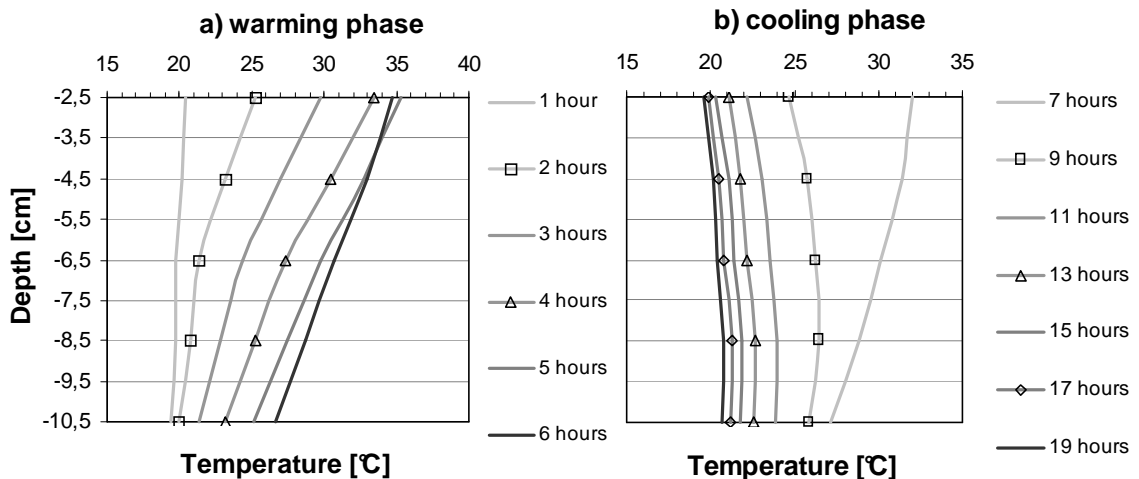 a) warming phase
15 20 25 30 35 40
-2,5
-3,5
-4,5
-5,5
-6,5
-7,5
-8,5
-9,5
-10,5
Depth [cm]
Temperature [°C]
1 hour
2 hours
3 hours
4 hours
5 hours
6 hours
b) cooling phase
15 20 25 30 35
Temperature [°C]
7 hours
9 hours
11 hours
13 hours
15 hours
17 hours
19 hours